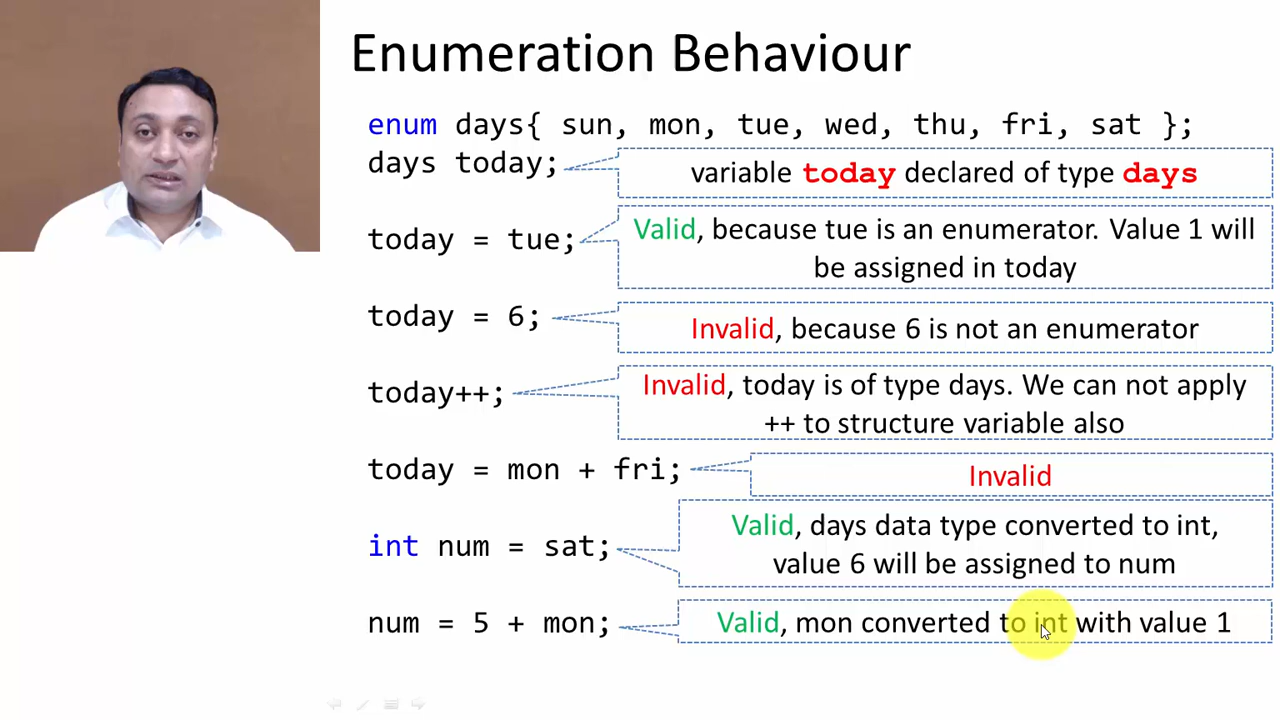 Enumeration Behaviour
enum days{ sun, mon, tue, wed, thu, fri, sat };
days today;
variable today declared of type days
today = tue;
Valid, because tue is an enumerator. Value 1 will
be assigned in today
today = 6;
Invalid, because 6 is not an enumerator
today++;
Invalid, today is of type days. We can not apply
++ to structure variable also
today = mon + fri;
Invalid
int num = sat;
Valid, days data type converted to int,
value 6 will be assigned to num
num = 5 + mon;
Valid, mon converted to int with value 1